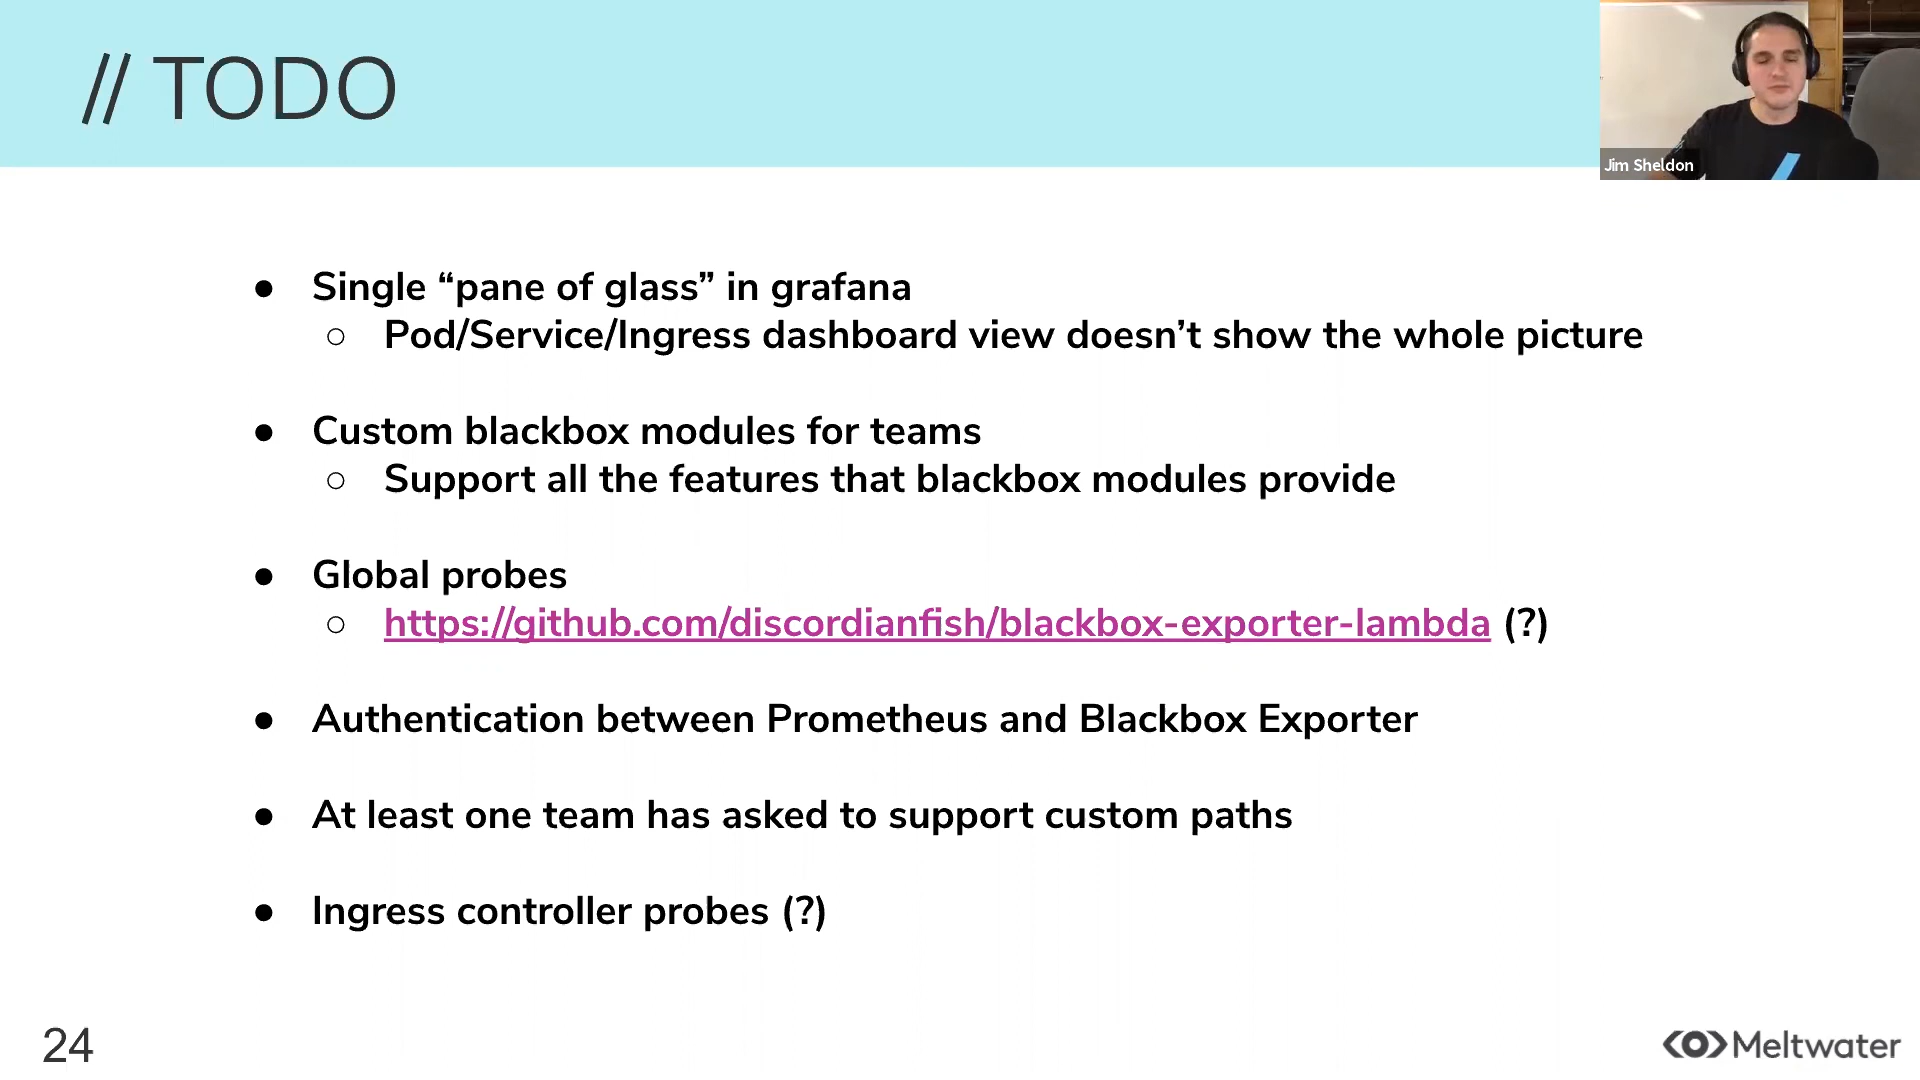 // TODO
Jim Sheldon
● Single “pane of glass” in grafana
○ Pod/Service/Ingress dashboard view doesn’t show the whole picture
● Custom blackbox modules for teams
○ Support all the features that blackbox modules provide
● Global probes
○ https://github.com/discordianfish/blackbox-exporter-lambda (?)
● Authentication between Prometheus and Blackbox Exporter
● At least one team has asked to support custom paths
● Ingress controller probes (?)
24
Meltwater